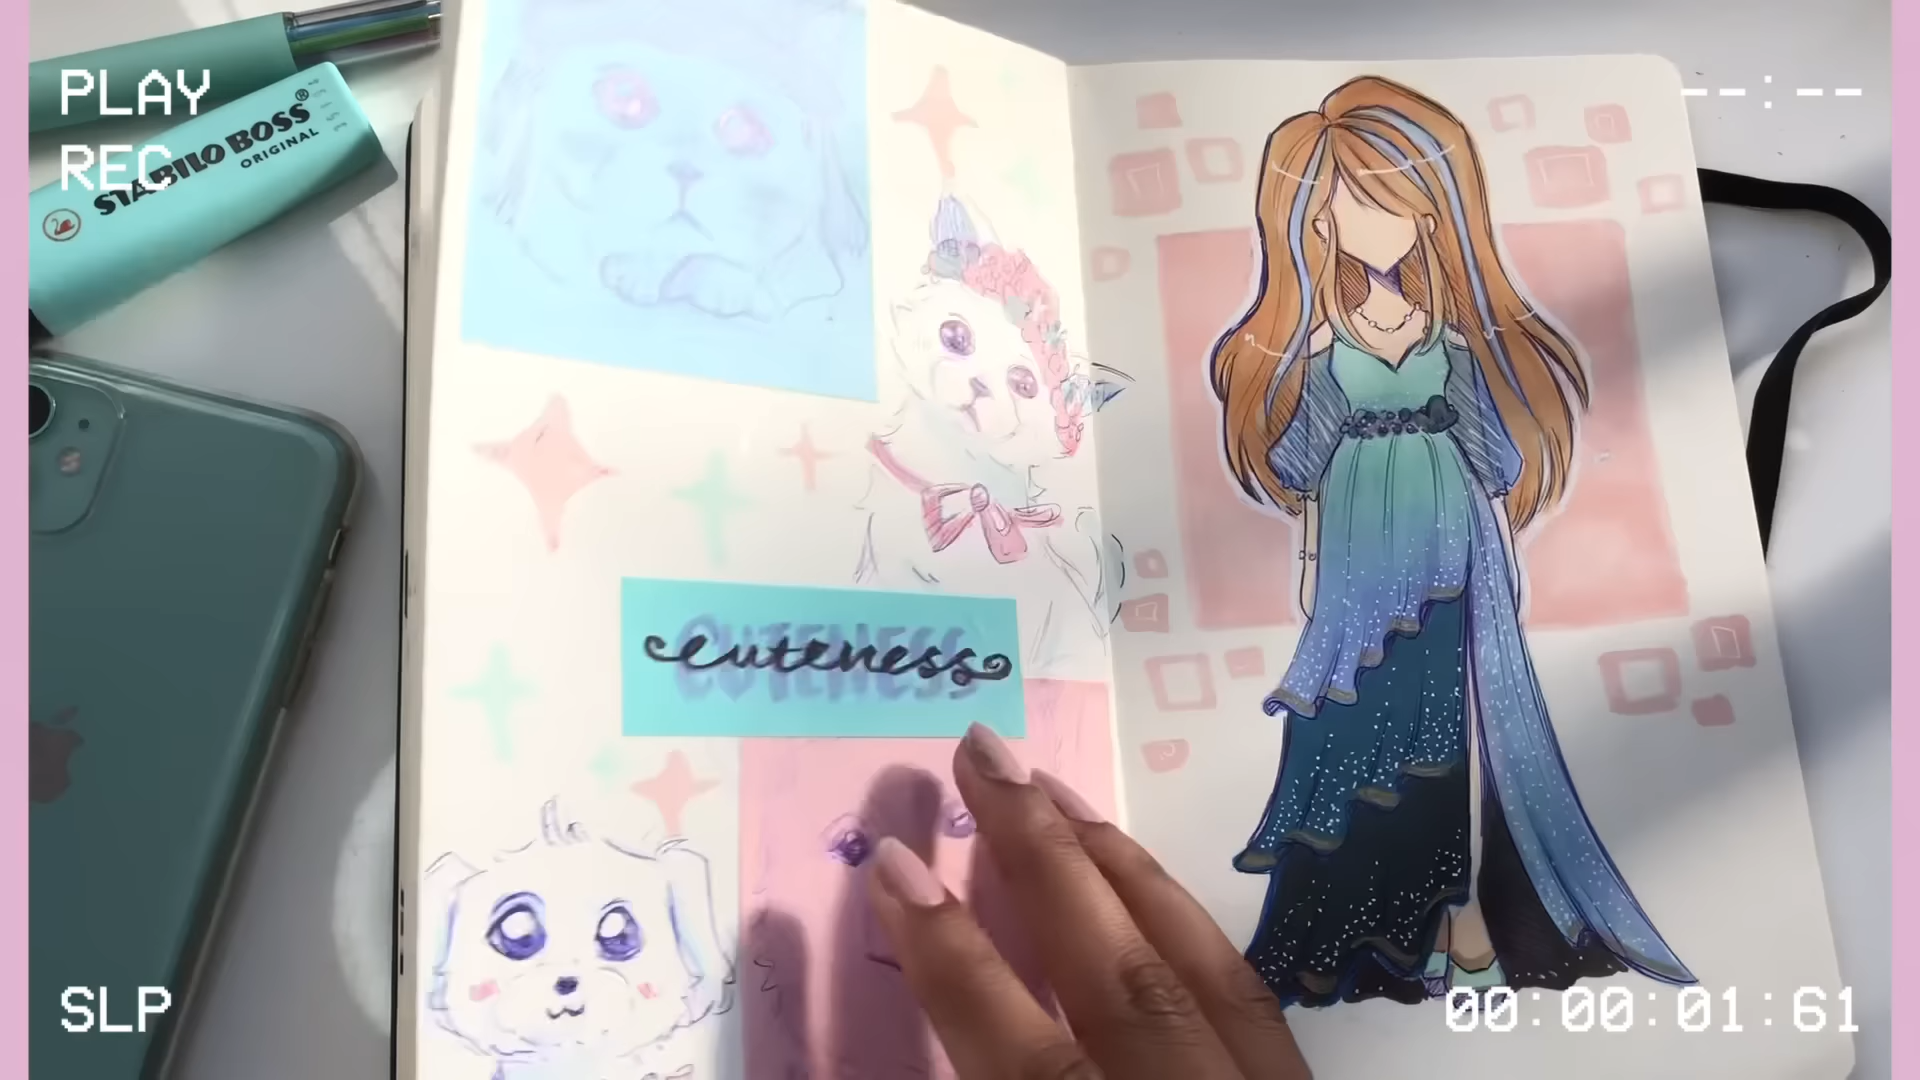 PLAY
REC
--:--
STABILO BOSS®
ORIGINAL
CUTENESS
cuteness
SLP
00:00:01:61